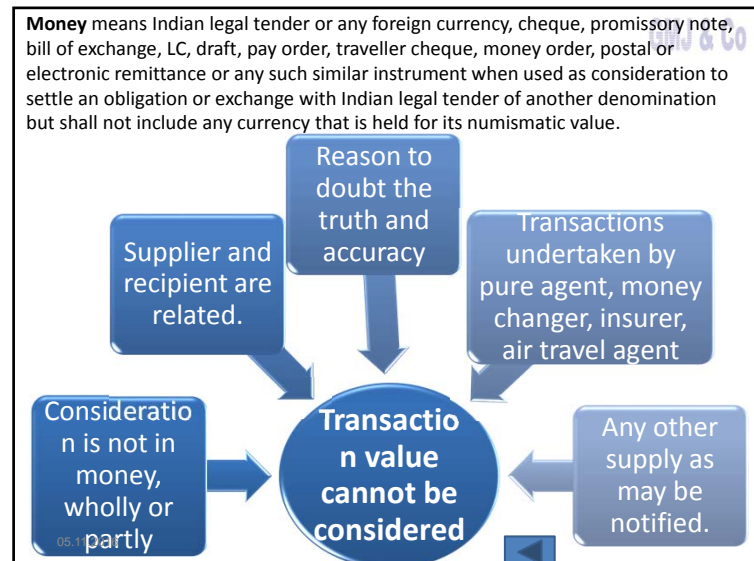 Money means Indian legal tender or any foreign currency, cheque, promissory note,
bill of exchange, LC, draft, pay order, traveller cheque, money order, postal or
electronic remittance or any such similar instrument when used as consideration to
settle an obligation or exchange with Indian legal tender of another denomination
but shall not include any currency that is held for its numismatic value.
GMJ & Co
Reason to
doubt the
truth and
accuracy
Supplier and
recipient are
related.
Transactions
undertaken by
pure agent, money
changer, insurer,
air travel agent
Consideratio
n is not in
money,
wholly or
partly
Transactio
n value
cannot be
considered
Any other
supply as
may be
notified.
05.11.